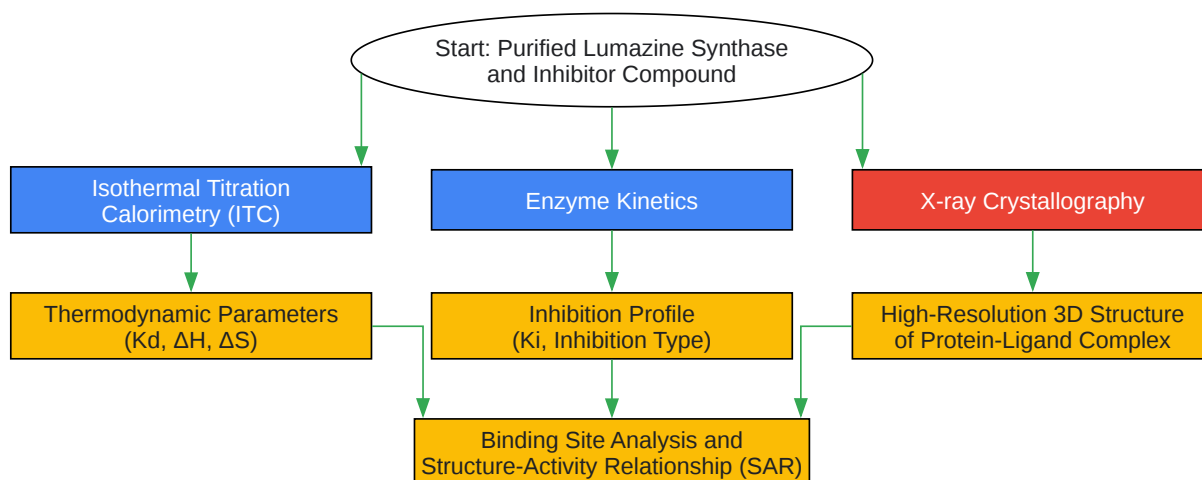 Start: Purified Lumazine Synthase
and Inhibitor Compound
Isothermal Titration
Calorimetry (ITC)
Enzyme Kinetics
X-ray Crystallography
Thermodynamic Parameters
(Kd, ΔH, ΔS)
Inhibition Profile
(Ki, Inhibition Type)
High-Resolution 3D Structure
of Protein-Ligand Complex
Binding Site Analysis and
Structure-Activity Relationship (SAR)